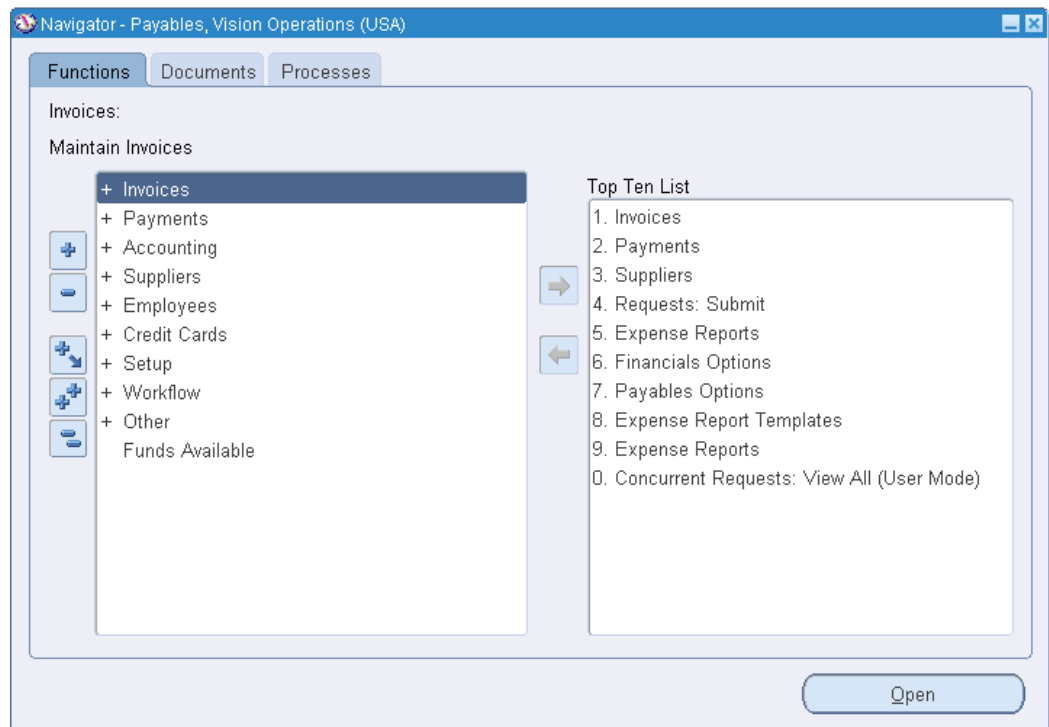 Navigator - Payables, Vision Operations (USA)
Functions Documents Processes
Invoices:
Maintain Invoices
+ Invoices
+ Payments
+ Accounting
+ Suppliers
+ Employees
+ Credit Cards
+ Setup
+ Workflow
+ Other
Funds Available
Top Ten List
1. Invoices
2. Payments
3. Suppliers
4. Requests: Submit
5. Expense Reports
6. Financials Options
7. Payables Options
8. Expense Report Templates
9. Expense Reports
0. Concurrent Requests: View All (User Mode)
Open